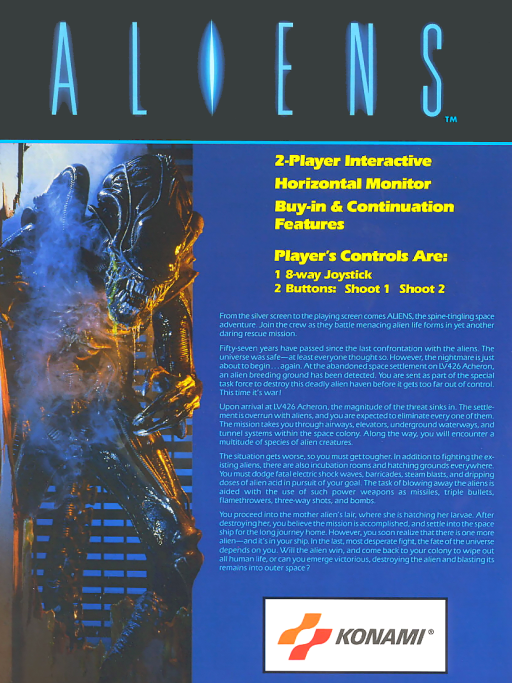 ALIENS™
2-Player Interactive
Horizontal Monitor
Buy-in & Continuation
Features
Player's Controls Are:
1 8-way Joystick
2 Buttons: Shoot 1 Shoot 2
From the silver screen to the playing screen comes ALIENS, the spine-tingling space
adventure. Join the crew as they battle menacing alien life forms in yet another
daring rescue mission.
Fifty-seven years have passed since the last confrontation with the aliens. The
universe was safe—at least everyone thought so. However, the nightmare is just
about to begin... again. At the abandoned space settlement on LV426 Acheron,
an alien breeding ground has been detected. You are sent as part of the special
task force to destroy this deadly alien haven before it gets too far out of control.
This time it's war!
Upon arrival at LV426 Acheron, the magnitude of the threat sinks in. The settle-
ment is overrun with aliens, and you are expected to eliminate every one of them.
The mission takes you through airways, elevators, underground waterways, and
tunnel systems within the space colony. Along the way, you will encounter a
multitude of species of alien creatures.
The situation gets worse, so you must get tougher. In addition to fighting the ex-
isting aliens, there are also incubation rooms and hatching grounds everywhere.
You must dodge fatal electric shock waves, barricades, steam blasts, and dripping
doses of alien acid in pursuit of your goal. The task of blowing away the aliens is
aided with the use of such power weapons as missiles, triple bullets,
flamethrowers, three-way shots, and bombs.
You proceed into the mother alien's lair, where she is hatching her larvae. After
destroying her, you believe the mission is accomplished, and settle into the space
ship for the long journey home. However, you soon realize that there is one more
alien—and it's in your ship. In the last, most desperate fight, the fate of the universe
depends on you. Will the alien win, and come back to your colony to wipe out
all human life, or can you emerge victorious, destroying the alien and blasting its
remains into outer space?
KONAMI®